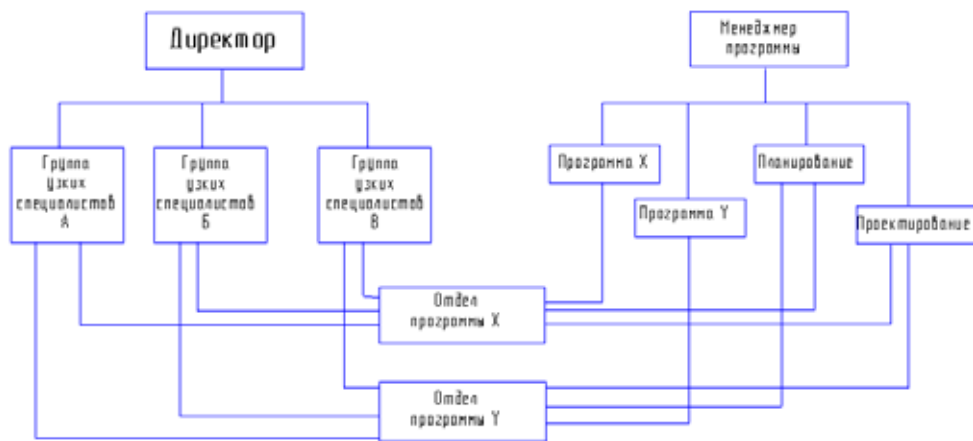 Директор
Менеджмер
программы
Группа
узких
специалистов
А
Группа
узких
специалистов
Б
Группа
узких
специалистов
В
Программа X
Планирование
Программа Y
Проектирование
Отдел
программы X
Отдел
программы Y